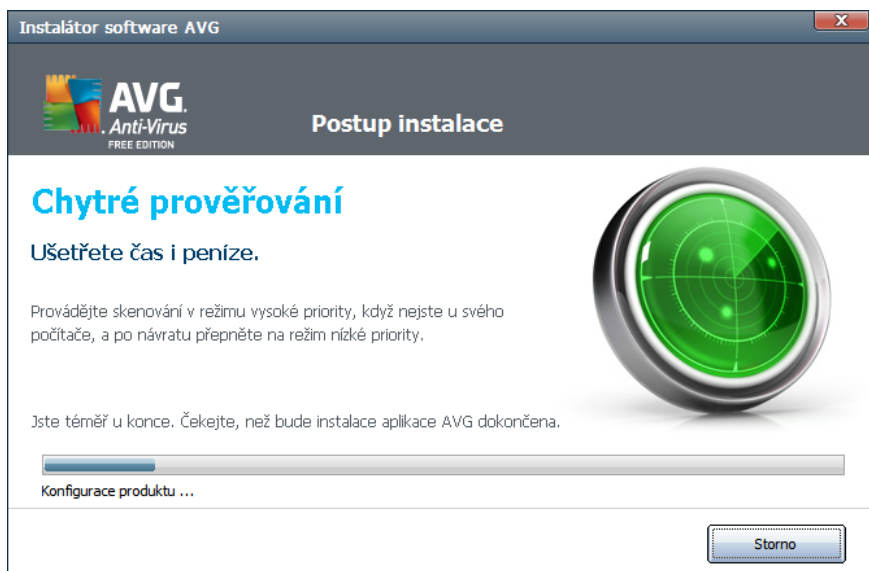 Instalátor software AVG
AVG.
Anti-Virus
FREE EDITION
Postup instalace
Chytré prověřování
Ušetřete čas i peníze.
Provádějte skenování v režimu vysoké priority, když nejste u svého
počítače, a po návratu přepněte na režim nízké priority.
Jste téměř u konce. Čekejte, než bude instalace aplikace AVG dokončena.
Konfigurace produktu ...
Storno